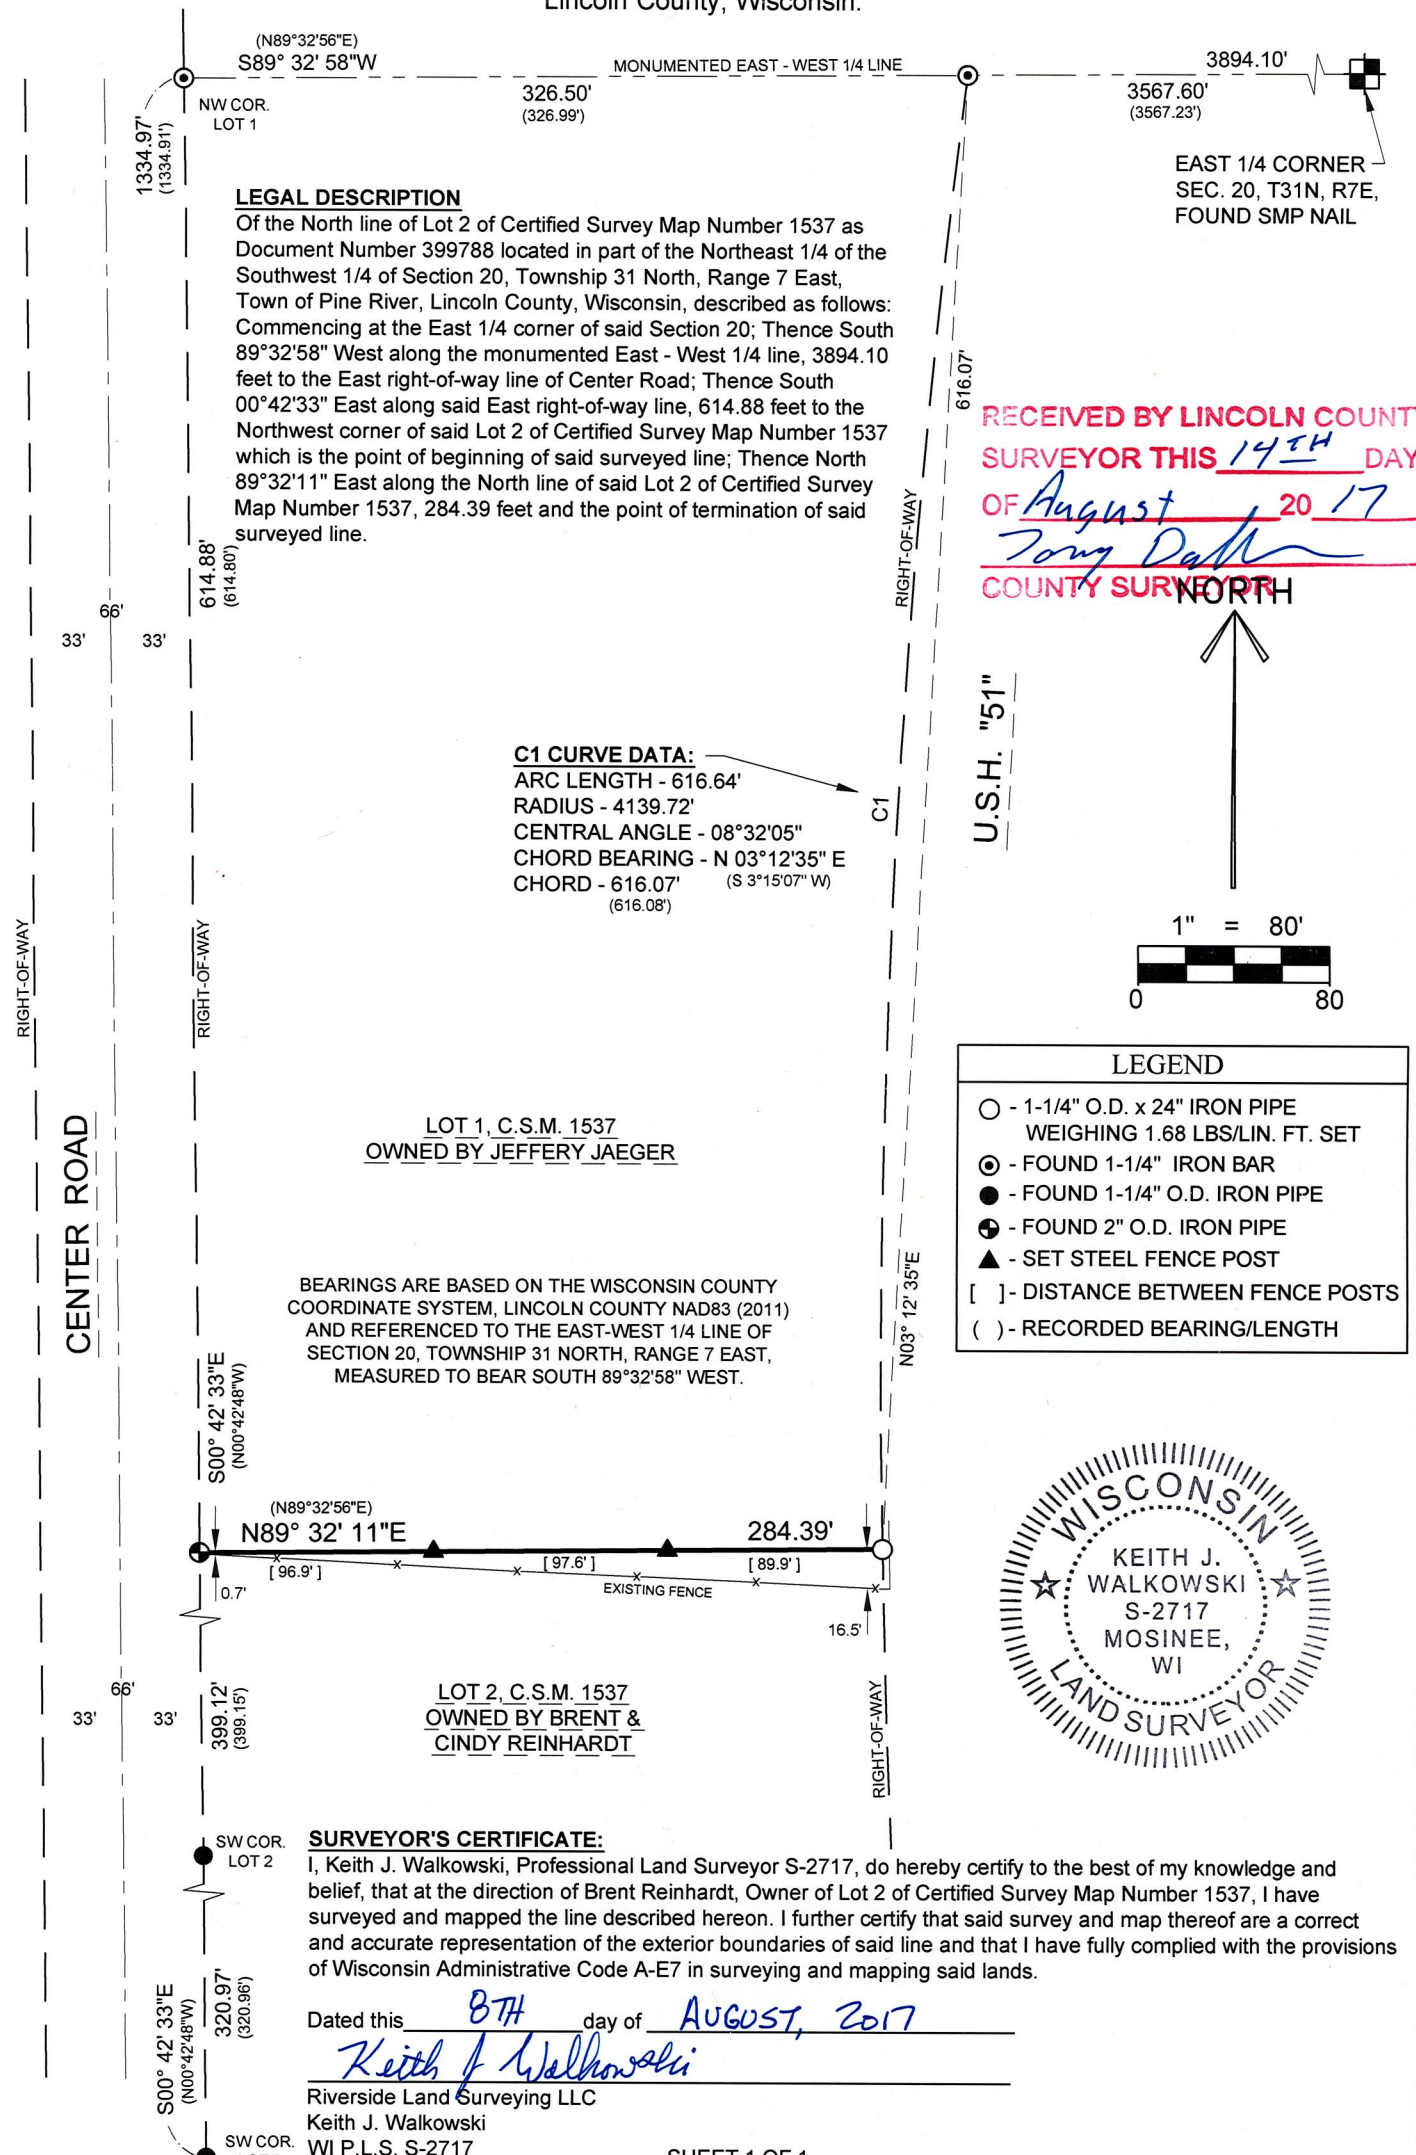 Lincoln County, Wisconsin.
(N89°32'56"E)
S89° 32' 58"W
MONUMENTED EAST - WEST 1/4 LINE
3894.10'
326.50'
(326.99')
3567.60'
(3567.23')
NW COR.
LOT 1
1334.97'
(1334.91')
EAST 1/4 CORNER
SEC. 20, T31N, R7E,
FOUND SMP NAIL
LEGAL DESCRIPTION
Of the North line of Lot 2 of Certified Survey Map Number 1537 as
Document Number 399788 located in part of the Northeast 1/4 of the
Southwest 1/4 of Section 20, Township 31 North, Range 7 East,
Town of Pine River, Lincoln County, Wisconsin, described as follows:
Commencing at the East 1/4 corner of said Section 20; Thence South
89°32'58" West along the monumented East - West 1/4 line, 3894.10
feet to the East right-of-way line of Center Road; Thence South
00°42'33" East along said East right-of-way line, 614.88 feet to the
Northwest corner of said Lot 2 of Certified Survey Map Number 1537
which is the point of beginning of said surveyed line; Thence North
89°32'11" East along the North line of said Lot 2 of Certified Survey
Map Number 1537, 284.39 feet and the point of termination of said
surveyed line.
616.07'
RECEIVED BY LINCOLN COUNT
SURVEYOR THIS 14TH DAY
OF August 20 17
Tony
COUNTY SURVEYOR
NORTH
RIGHT-OF-WAY
614.88'
(614.80')
66'
33'
33'
U.S.H. "51"
C1 CURVE DATA:
ARC LENGTH - 616.64'
RADIUS - 4139.72'
CENTRAL ANGLE - 08°32'05"
CHORD BEARING - N 03°12'35" E
CHORD - 616.07' (S 3°15'07" W)
(616.08')
C1
1" = 80'
0 80
RIGHT-OF-WAY
RIGHT-OF-WAY
LEGEND
- 1-1/4" O.D. x 24" IRON PIPE
WEIGHING 1.68 LBS/LIN. FT. SET
- FOUND 1-1/4" IRON BAR
- FOUND 1-1/4" O.D. IRON PIPE
- FOUND 2" O.D. IRON PIPE
- SET STEEL FENCE POST
[ ] - DISTANCE BETWEEN FENCE POSTS
( ) - RECORDED BEARING/LENGTH
LOT 1, C.S.M. 1537
OWNED BY JEFFERY JAEGER
CENTER ROAD
BEARINGS ARE BASED ON THE WISCONSIN COUNTY
COORDINATE SYSTEM, LINCOLN COUNTY NAD83 (2011)
AND REFERENCED TO THE EAST-WEST 1/4 LINE OF
SECTION 20, TOWNSHIP 31 NORTH, RANGE 7 EAST,
MEASURED TO BEAR SOUTH 89°32'58" WEST.
N03° 12' 35"E
S00° 42' 33"E
(N00°42'48"W)
(N89°32'56"E)
N89° 32' 11"E
284.39'
[ 96.9' ]
[ 97.6' ]
[ 89.9' ]
EXISTING FENCE
0.7'
16.5'
WISCONSIN
KEITH J.
WALKOWSKI
S-2717
MOSINEE,
WI
LAND SURVEYOR
66'
33'
33'
399.12'
(399.15')
LOT 2, C.S.M. 1537
OWNED BY BRENT &
CINDY REINHARDT
RIGHT-OF-WAY
SW COR.
LOT 2
SURVEYOR'S CERTIFICATE:
I, Keith J. Walkowski, Professional Land Surveyor S-2717, do hereby certify to the best of my knowledge and
belief, that at the direction of Brent Reinhardt, Owner of Lot 2 of Certified Survey Map Number 1537, I have
surveyed and mapped the line described hereon. I further certify that said survey and map thereof are a correct
and accurate representation of the exterior boundaries of said line and that I have fully complied with the provisions
of Wisconsin Administrative Code A-E7 in surveying and mapping said lands.
S00° 42' 33"E
(N00°42'48"W)
320.97'
(320.96')
Dated this 8TH day of AUGUST, 2017
Keith J Walkowski
Riverside Land Surveying LLC
Keith J. Walkowski
WI P.L.S. S-2717
SW COR.
SHEET 1 OF 1